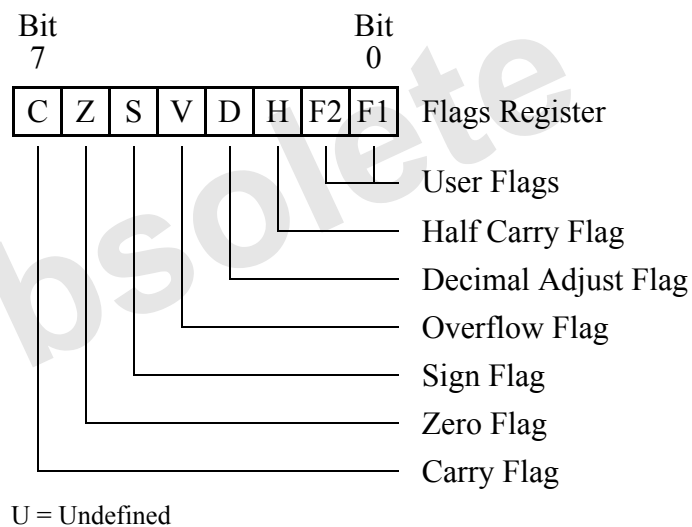 Bit Bit
7 0
C Z S V D H F2 F1 Flags Register
User Flags
Half Carry Flag
Decimal Adjust Flag
Overflow Flag
Sign Flag
Zero Flag
Carry Flag
U = Undefined
bsolete